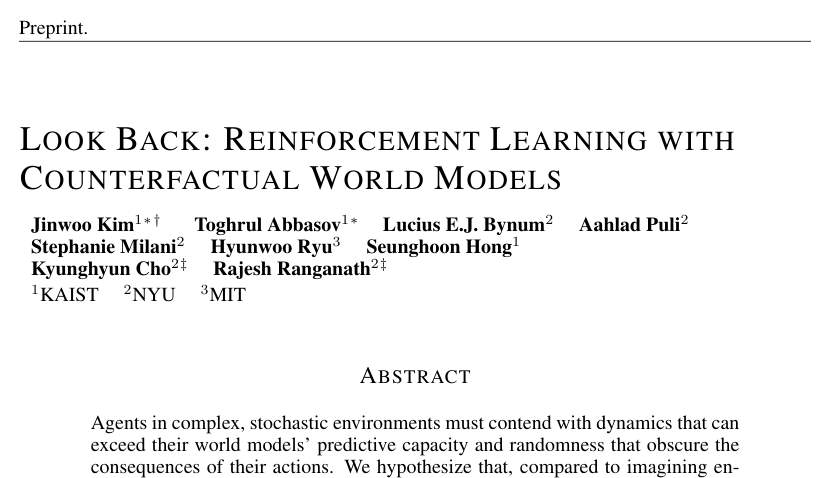 Preprint.
LOOK BACK: REINFORCEMENT LEARNING WITH
COUNTERFACTUAL WORLD MODELS
Jinwoo Kim¹*† Toghrul Abbasov¹* Lucius E.J. Bynum² Aahlad Puli²
Stephanie Milani² Hyunwoo Ryu³ Seunghoon Hong¹
Kyunghyun Cho²‡ Rajesh Ranganath²‡
¹KAIST ²NYU ³MIT
ABSTRACT
Agents in complex, stochastic environments must contend with dynamics that can
exceed their world models' predictive capacity and randomness that obscure the
consequences of their actions. We hypothesize that, compared to imagining en-